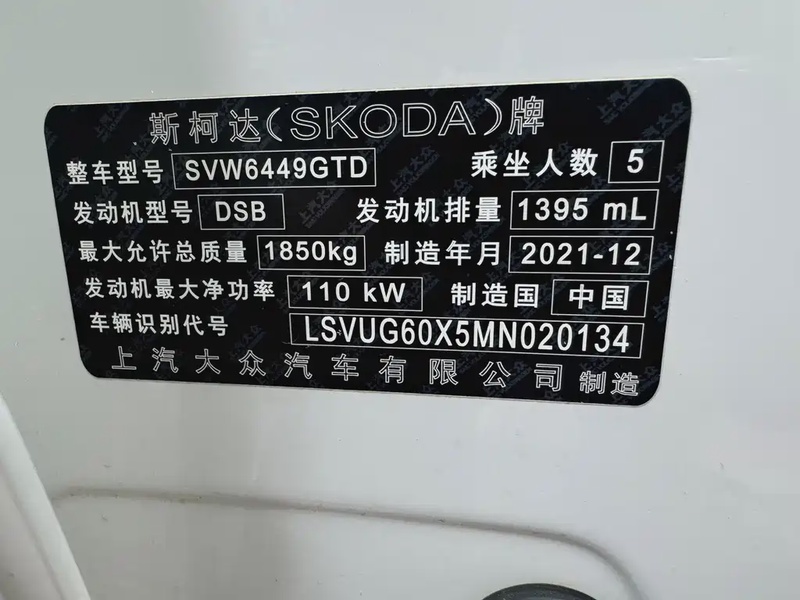 斯柯达(SKODA)牌
整车型号 SVW6449GTD 乘坐人数 5
发动机型号 DSB 发动机排量 1395 mL
最大允许总质量 1850kg 制造年月 2021-12
发动机最大净功率 110 kW 制造国 中国
车辆识别代号 LSVUG60X5MN020134
上汽大众汽车有限公司 制造